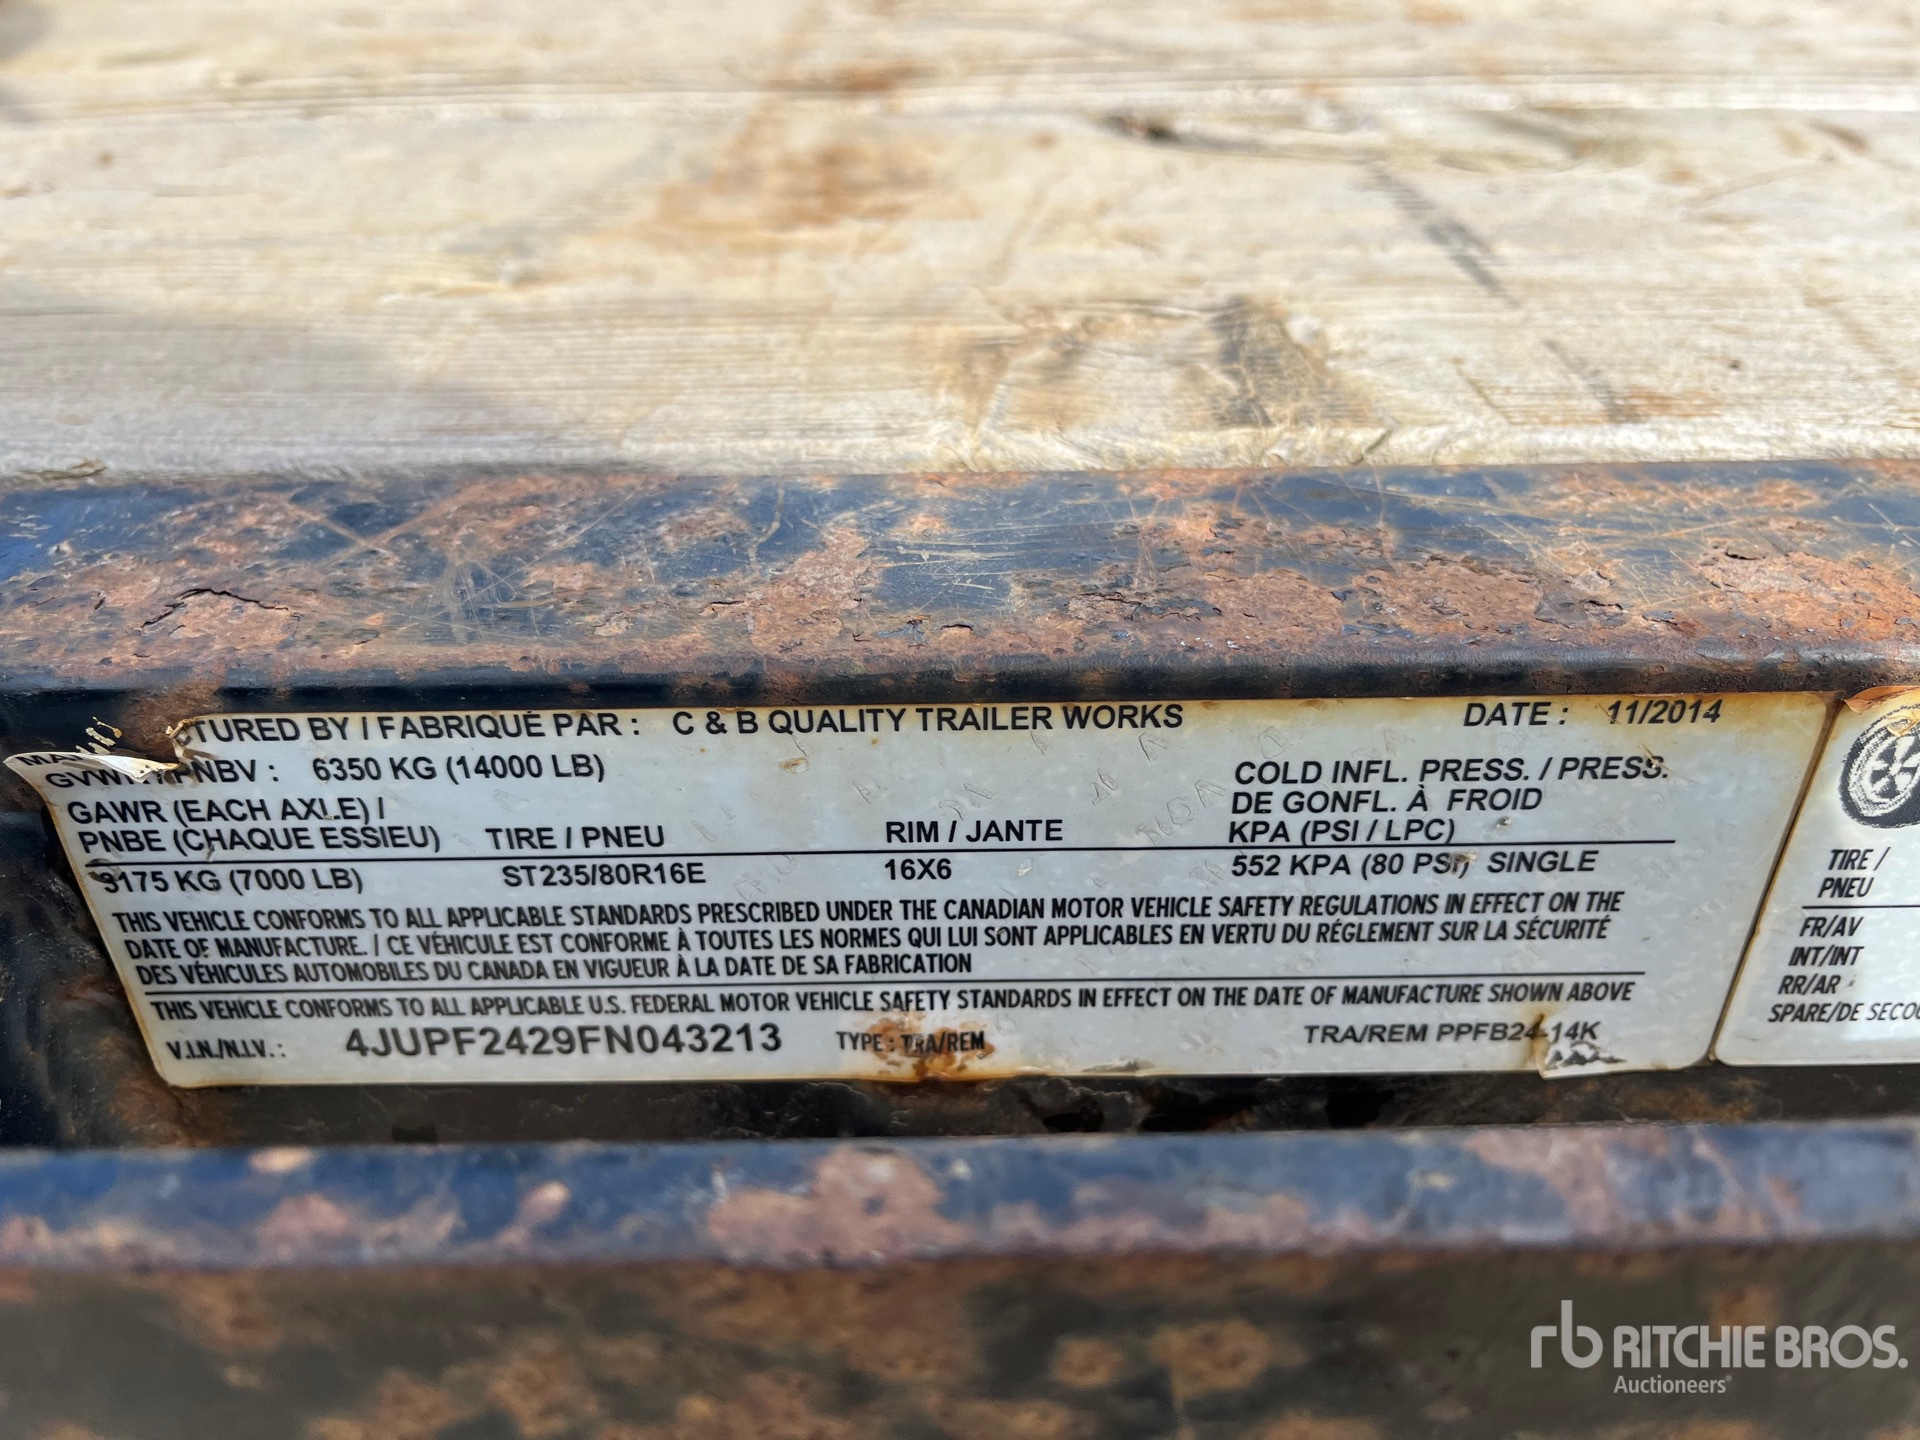 CTURED BY / FABRIQUÉ PAR : C & B QUALITY TRAILER WORKS DATE : 11/2014
PNBV : 6350 KG (14000 LB)
GAWR (EACH AXLE) /
PNBE (CHAQUE ESSIEU) TIRE / PNEU RIM / JANTE
COLD INFL. PRESS. / PRESS.
DE GONFL. À FROID
KPA (PSI / LPC)
3175 KG (7000 LB) ST235/80R16E 16X6 552 KPA (80 PSI) SINGLE
THIS VEHICLE CONFORMS TO ALL APPLICABLE STANDARDS PRESCRIBED UNDER THE CANADIAN MOTOR VEHICLE SAFETY REGULATIONS IN EFFECT ON THE
DATE OF MANUFACTURE. / CE VÉHICULE EST CONFORME À TOUTES LES NORMES QUI LUI SONT APPLICABLES EN VERTU DU RÉGLEMENT SUR LA SÉCURITÉ
DES VÉHICULES AUTOMOBILES DU CANADA EN VIGUEUR À LA DATE DE SA FABRICATION
THIS VEHICLE CONFORMS TO ALL APPLICABLE U.S. FEDERAL MOTOR VEHICLE SAFETY STANDARDS IN EFFECT ON THE DATE OF MANUFACTURE SHOWN ABOVE
V.I.N./N.I.V.: 4JUPF2429FN043213 TYPE : TRA/REM TRA/REM PPFB24-14K
TIRE /
PNEU
FR/AV
INT/INT
RR/AR
SPARE/DE SECOU
rb RITCHIE BROS.
Auctioneers